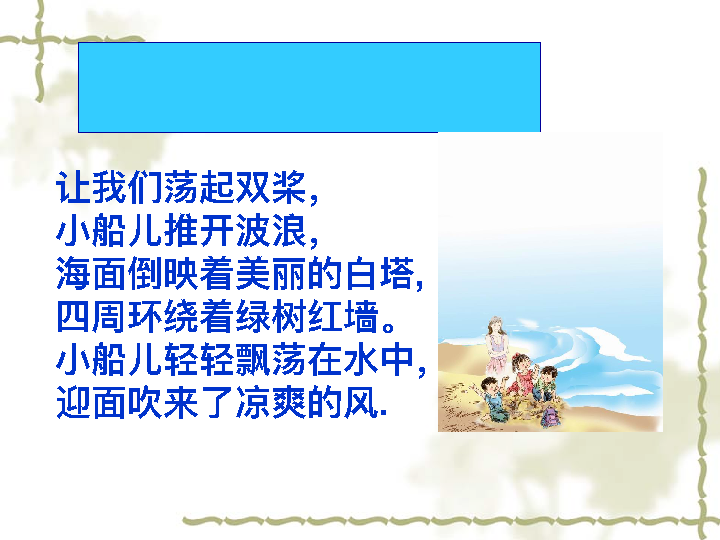 让我们荡起双桨，
小船儿推开波浪，
海面倒映着美丽的白塔，
四周环绕着绿树红墙。
小船儿轻轻飘荡在水中，
迎面吹来了凉爽的风.